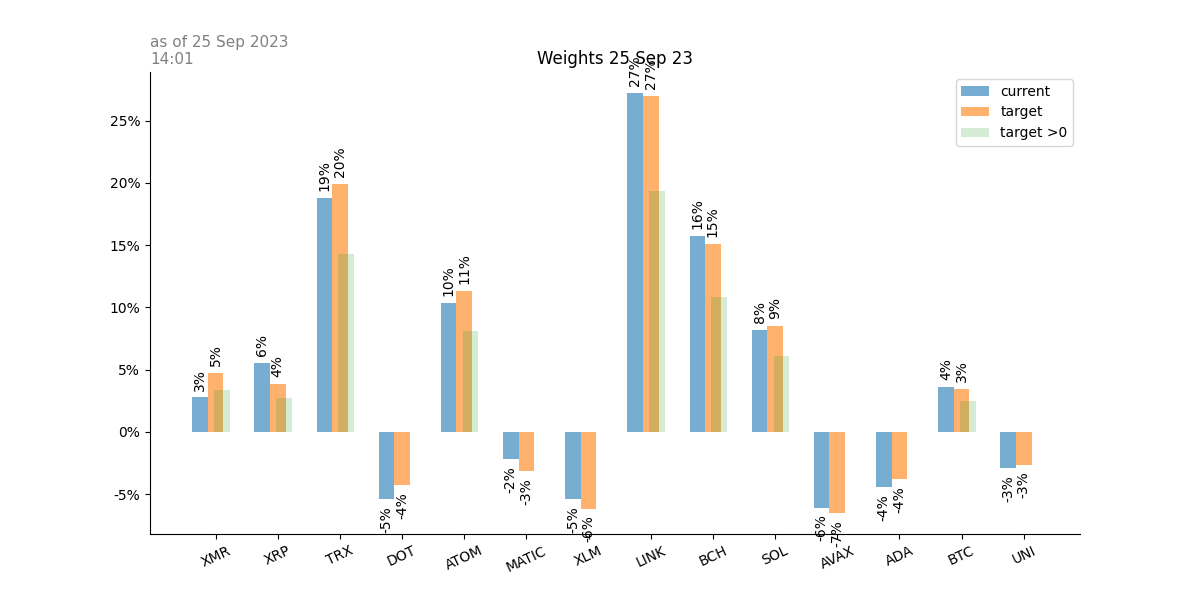 as of 25 Sep 2023
14:01
Weights 25 Sep 23
current
target
target >0
25%
20%
15%
10%
5%
0%
-5%
3%
5%
6%
4%
19%
20%
-5%
-4%
10%
11%
-2%
-3%
-5%
-6%
27%
27%
16%
15%
8%
9%
-6%
-7%
-4%
-4%
4%
3%
-3%
-3%
XMR
XRP
TRX
DOT
ATOM
MATIC
XLM
LINK
BCH
SOL
AVAX
ADA
BTC
UNI